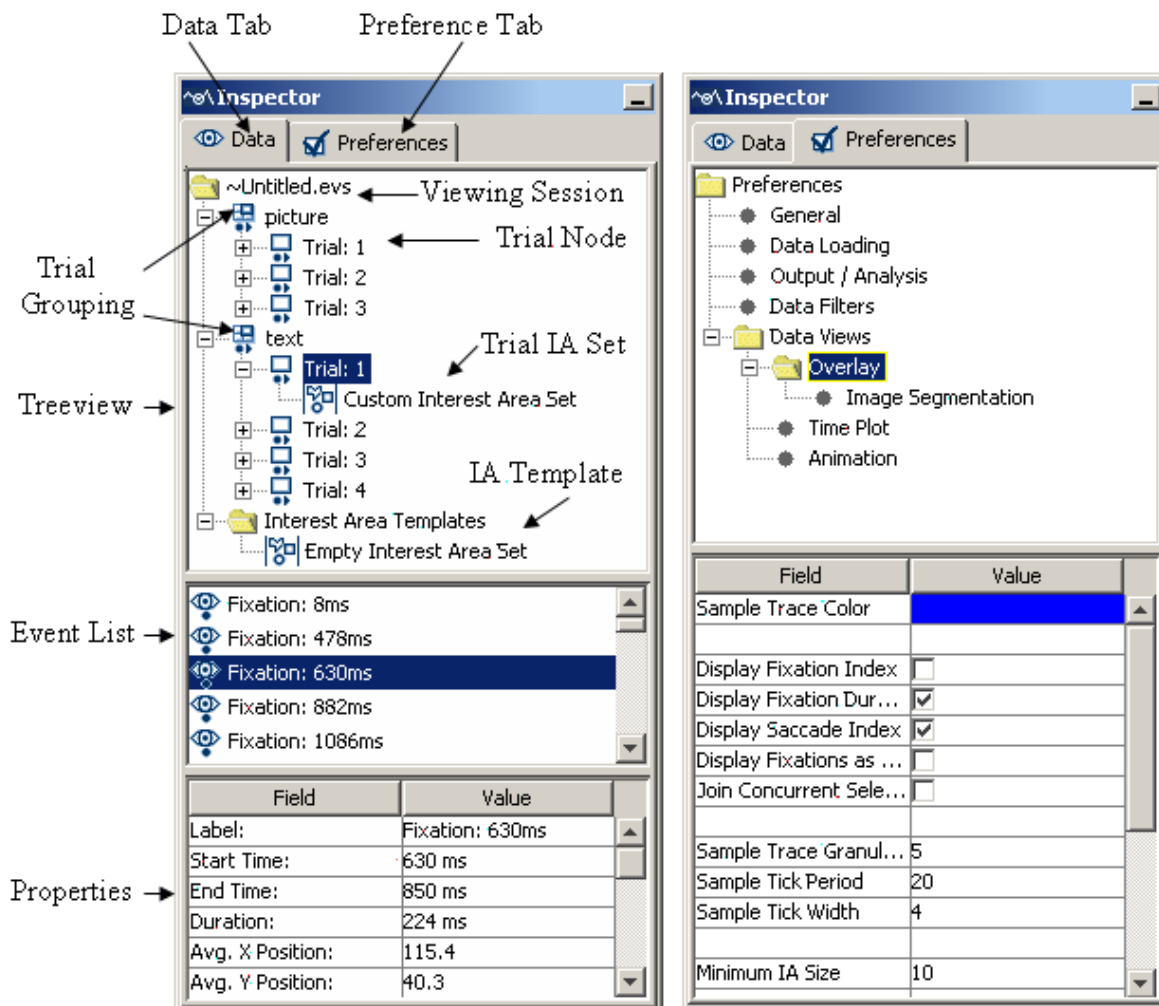 Data Tab
Preference Tab
Inspector
Data
Preferences
~Untitled.evs
Viewing Session
picture
Trial: 1
Trial Node
Trial: 2
Trial: 3
Trial
Grouping
text
Trial: 1
Trial IA Set
Custom Interest Area Set
Treeview
Trial: 2
Trial: 3
Trial: 4
IA Template
Interest Area Templates
Empty Interest Area Set
Event List
Fixation: 8ms
Fixation: 478ms
Fixation: 630ms
Fixation: 882ms
Fixation: 1086ms
Properties
Field Value
Label: Fixation: 630ms
Start Time: 630 ms
End Time: 850 ms
Duration: 224 ms
Avg. X Position: 115.4
Avg. Y Position: 40.3
Inspector
Data
Preferences
Preferences
General
Data Loading
Output / Analysis
Data Filters
Data Views
Overlay
Image Segmentation
Time Plot
Animation
Field Value
Sample Trace Color
Display Fixation Index
Display Fixation Dur...
Display Saccade Index
Display Fixations as ...
Join Concurrent Sele...
Sample Trace Granul... 5
Sample Tick Period 20
Sample Tick Width 4
Minimum IA Size 10